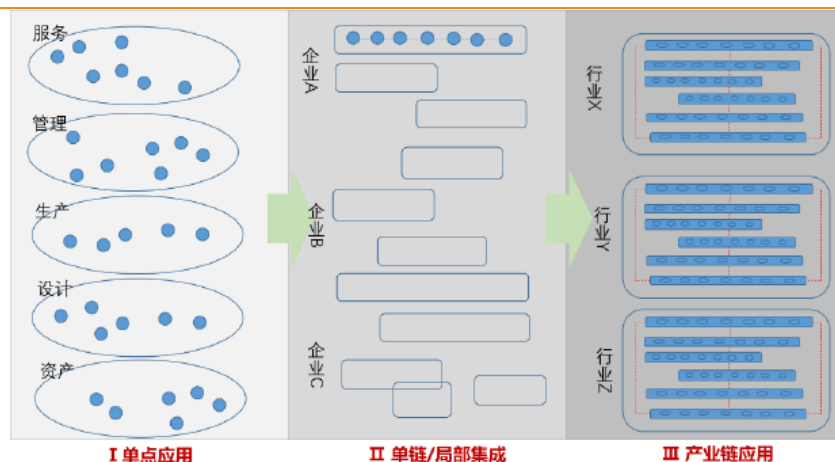 服务
管理
生产
设计
资产
企业A
企业B
企业C
行业X
行业Y
行业Z
I 单点应用
II 单链/局部集成
III 产业链应用